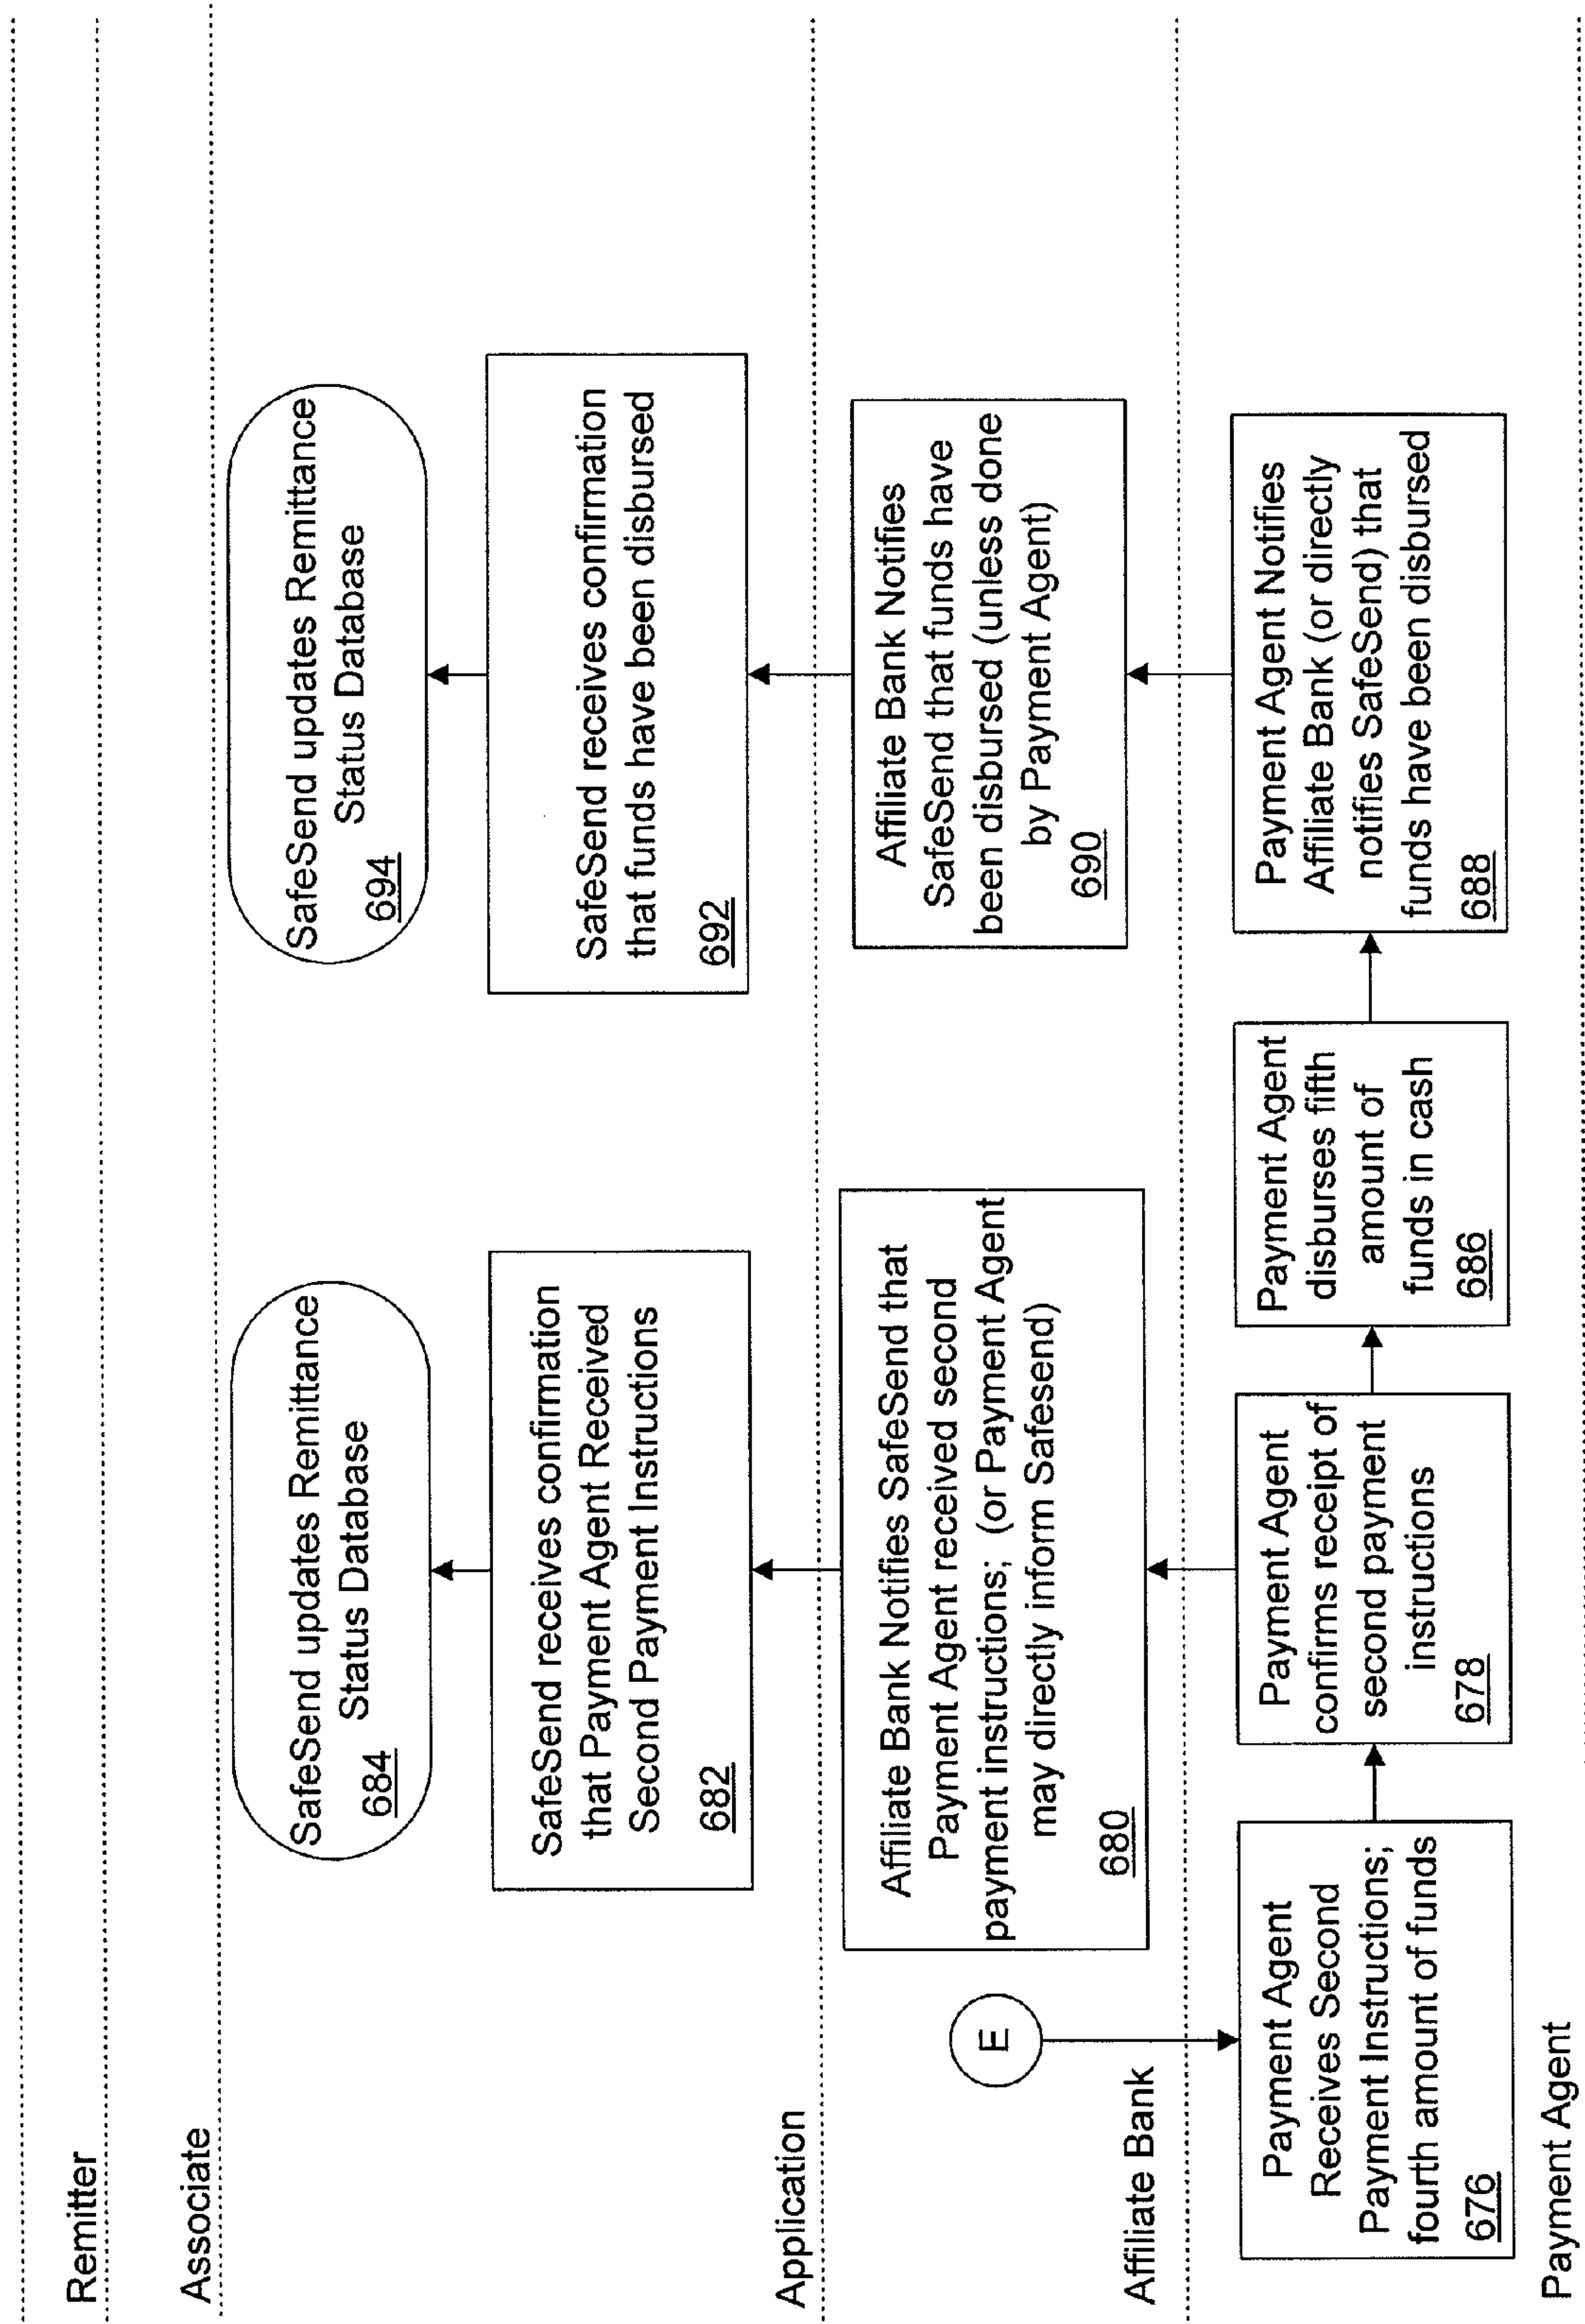 Remitter
Associate
SafeSend updates Remittance
Status Database
684
SafeSend updates Remittance
Status Database
694
SafeSend receives confirmation
that Payment Agent Received
Second Payment Instructions
682
SafeSend receives confirmation
that funds have been disbursed
692
Application
E
Affiliate Bank Notifies SafeSend that
Payment Agent received second
payment instructions; (or Payment Agent
may directly inform Safesend)
680
Affiliate Bank Notifies
SafeSend that funds have
been disbursed (unless done
by Payment Agent)
690
Affiliate Bank
Payment Agent
Receives Second
Payment Instructions;
fourth amount of funds
676
Payment Agent
confirms receipt of
second payment
instructions
678
Payment Agent
disburses fifth
amount of
funds in cash
686
Payment Agent Notifies
Affiliate Bank (or directly
notifies SafeSend) that
funds have been disbursed
688
Payment Agent